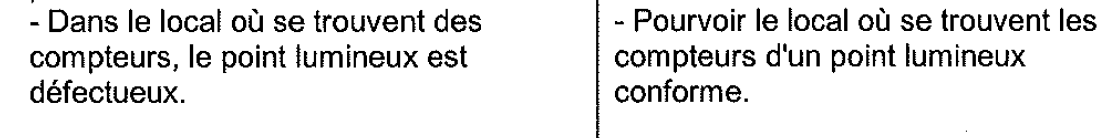 - Dans le local où se trouvent des
compteurs, le point lumineux est
défectueux.
- Pourvoir le local où se trouvent les
compteurs d'un point lumineux
conforme.